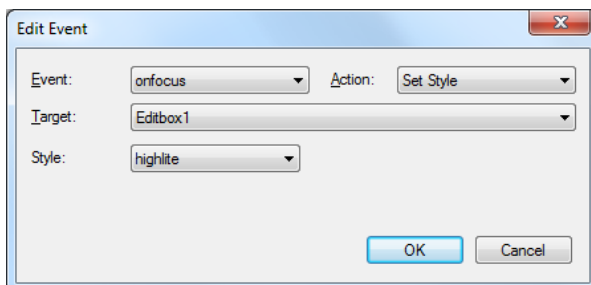 Edit Event
Event: onfocus Action: Set Style
Target: Editbox1
Style: highlite
OK Cancel